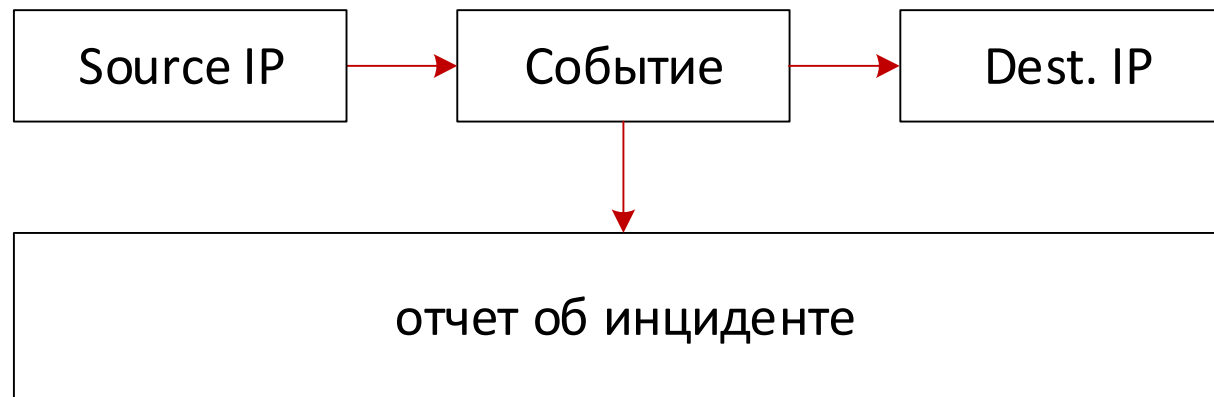 Source IP
Событие
Dest. IP
отчет об инциденте